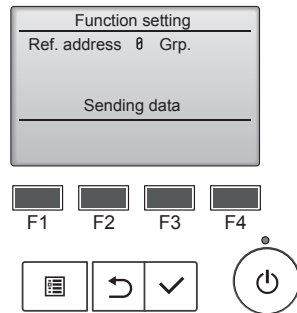 Function setting
Ref. address 0 Grp.
Sending data
F1 F2 F3 F4